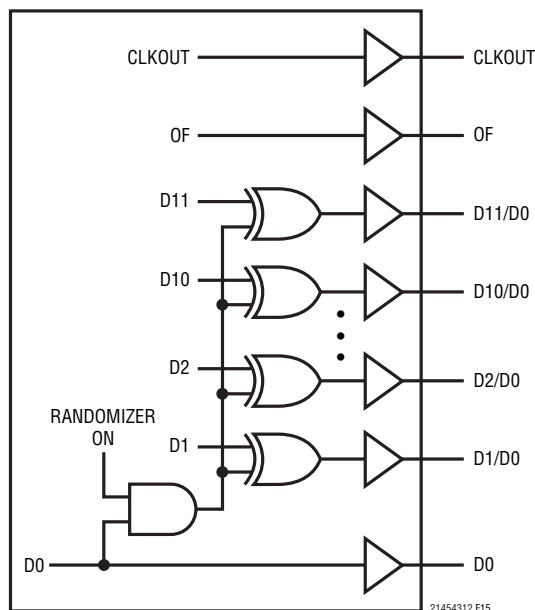 CLKOUT CLKOUT
OF OF
D11 D11/D0
D10 D10/D0
D2 D2/D0
RANDOMIZER
ON
D1 D1/D0
D0 D0
21454312 F15